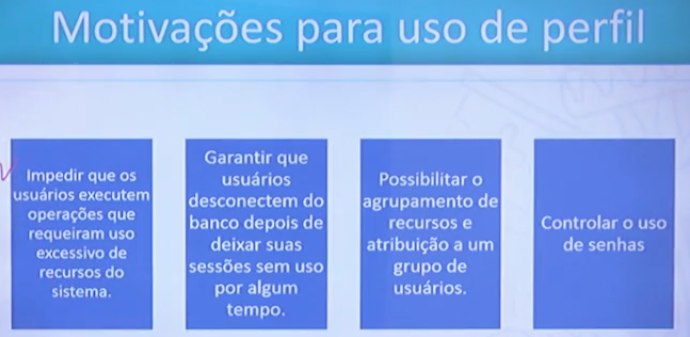 Motivações para uso de perfil
Impedir que os
usuários executem
operações que
requeiram uso
excessivo de
recursos do
sistema.
Garantir que
usuários
desconectem do
banco depois de
deixar suas
sessões sem uso
por algum
tempo.
Possibilitar o
agrupamento de
recursos e
atribuição a um
grupo de
usuários.
Controlar o uso
de senhas